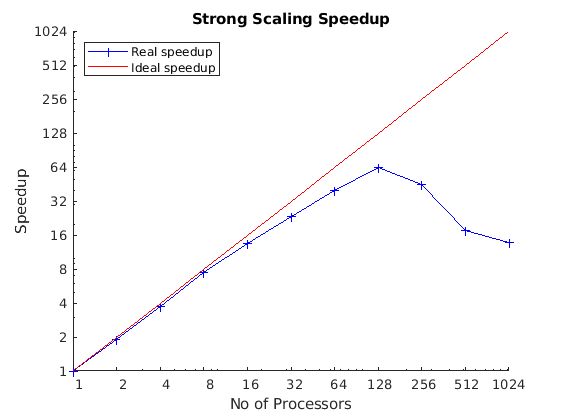 Strong Scaling Speedup
Real speedup
Ideal speedup
1024
512
256
128
64
32
16
8
4
2
1
Speedup
1 2 4 8 16 32 64 128 256 512 1024
No of Processors